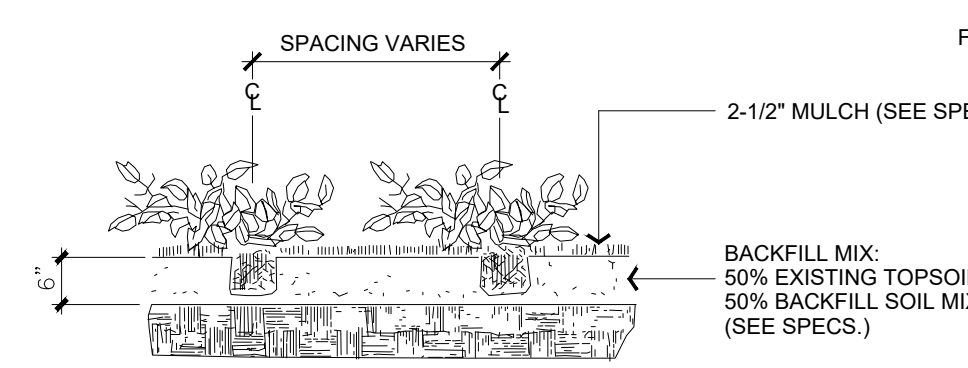 SPACING VARIES
F
CL
CL
2-1/2" MULCH (SEE SPE
6"
BACKFILL MIX:
50% EXISTING TOPSOI
50% BACKFILL SOIL MIX
(SEE SPECS.)